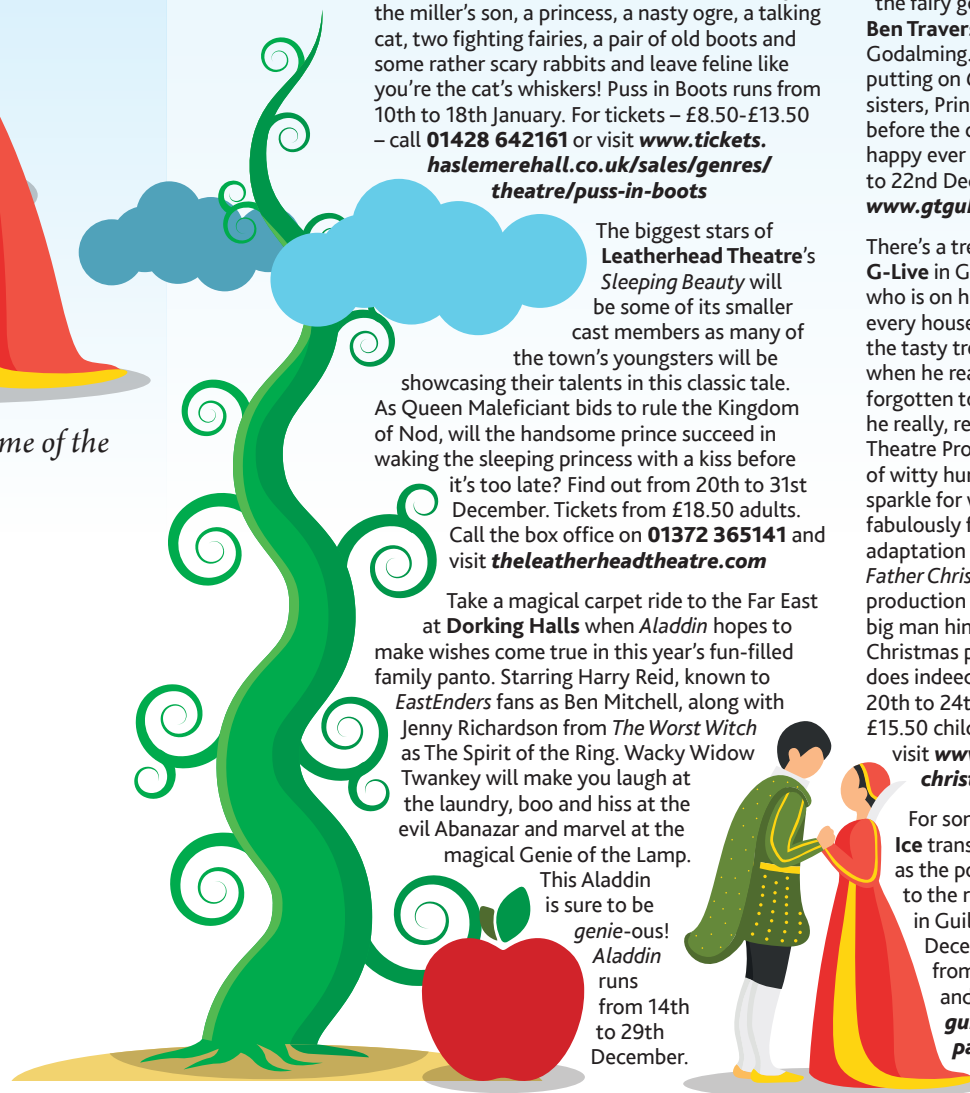 me of the
the miller's son, a princess, a nasty ogre, a talking
cat, two fighting fairies, a pair of old boots and
some rather scary rabbits and leave feline like
you're the cat's whiskers! Puss in Boots runs from
10th to 18th January. For tickets – £8.50-£13.50
– call 01428 642161 or visit www.tickets.
haslemerehall.co.uk/sales/genres/
theatre/puss-in-boots
The biggest stars of
Leatherhead Theatre's
Sleeping Beauty will
be some of its smaller
cast members as many of
the town's youngsters will be
showcasing their talents in this classic tale.
As Queen Maleficiant bids to rule the Kingdom
of Nod, will the handsome prince succeed in
waking the sleeping princess with a kiss before
it's too late? Find out from 20th to 31st
December. Tickets from £18.50 adults.
Call the box office on 01372 365141 and
visit theleatherheadtheatre.com
Take a magical carpet ride to the Far East
at Dorking Halls when Aladdin hopes to
make wishes come true in this year's fun-filled
family panto. Starring Harry Reid, known to
EastEnders fans as Ben Mitchell, along with
Jenny Richardson from The Worst Witch
as The Spirit of the Ring. Wacky Widow
Twankey will make you laugh at
the laundry, boo and hiss at the
evil Abanazar and marvel at the
magical Genie of the Lamp.
This Aladdin
is sure to be
genie-ous!
Aladdin
runs
from 14th
to 29th
December.
the fairy go
Ben Travers
Godalming.
putting on
sisters, Prin
before the
happy ever
to 22nd Dec
www.gtgui
There's a tre
G-Live in G
who is on h
every house
the tasty tre
when he rea
forgotten to
he really, re
Theatre Pro
of witty hu
sparkle for
fabulously f
adaptation
Father Chris
production
big man hin
Christmas p
does indeed
20th to 24t
£15.50 child
visit ww
christ
For son
Ice trans
as the po
to the
in Guil
Dece
from
and
gu
pa